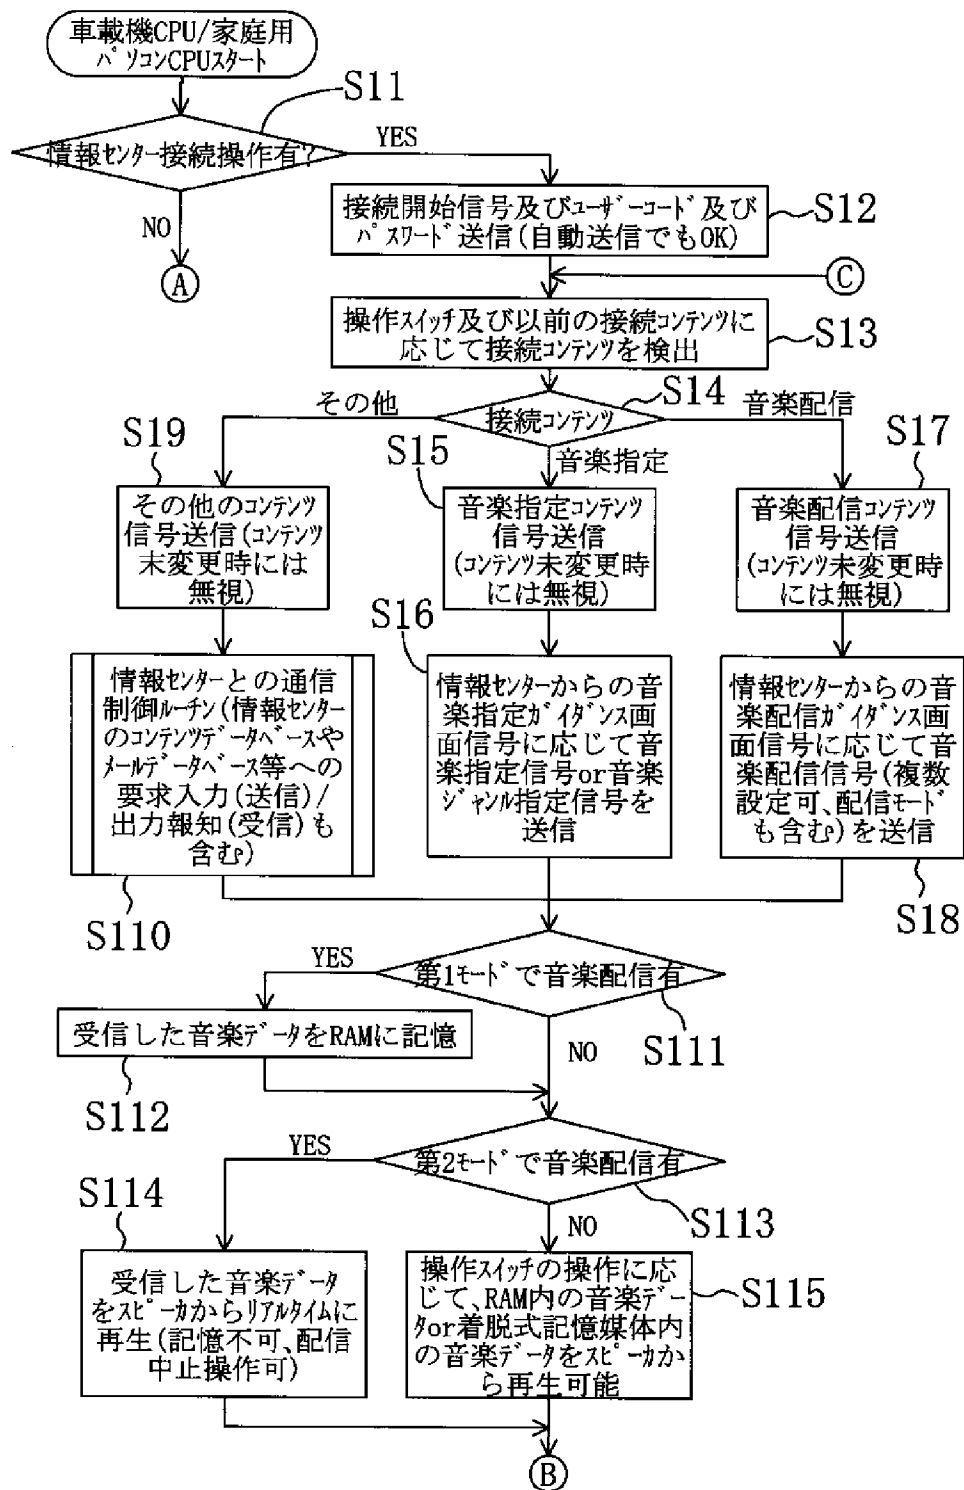 車載機CPU/家庭用
パソコンCPUスタート
S11
情報センター接続操作有?
YES
NO
A
接続開始信号及びユーザーコード及び
パスワード送信(自動送信でもOK)
S12
C
操作スイッチ及び以前の接続コンテンツに
応じて接続コンテンツを検出
S13
S14
接続コンテンツ
その他
音楽指定
音楽配信
S19
その他のコンテンツ
信号送信(コンテンツ
未変更時には
無視)
S15
音楽指定コンテンツ
信号送信
(コンテンツ未変更時
には無視)
S17
音楽配信コンテンツ
信号送信
(コンテンツ未変更時
には無視)
情報センターとの通信
制御ルーチン(情報センター
のコンテンツデータベースや
メールデータベース等への
要求入力(送信)/
出力報知(受信)も
含む)
S110
S16
情報センターからの音
楽指定ガイダンス画
面信号に応じて音
楽指定信号or音楽
ジャンル指定信号を
送信
情報センターからの音
楽配信ガイダンス画
面信号に応じて音
楽配信信号(複数
設定可、配信モード
も含む)を送信
S18
第1モードで音楽配信有
YES
S111
NO
受信した音楽データをRAMに記憶
S112
第2モードで音楽配信有
YES
S113
NO
S114
受信した音楽データ
をスピーカからリアルタイムに
再生(記憶不可、配信
中止操作可)
操作スイッチの操作に応
じて、RAM内の音楽デー
タor着脱式記憶媒体内
の音楽データをスピーカか
ら再生可能
S115
B